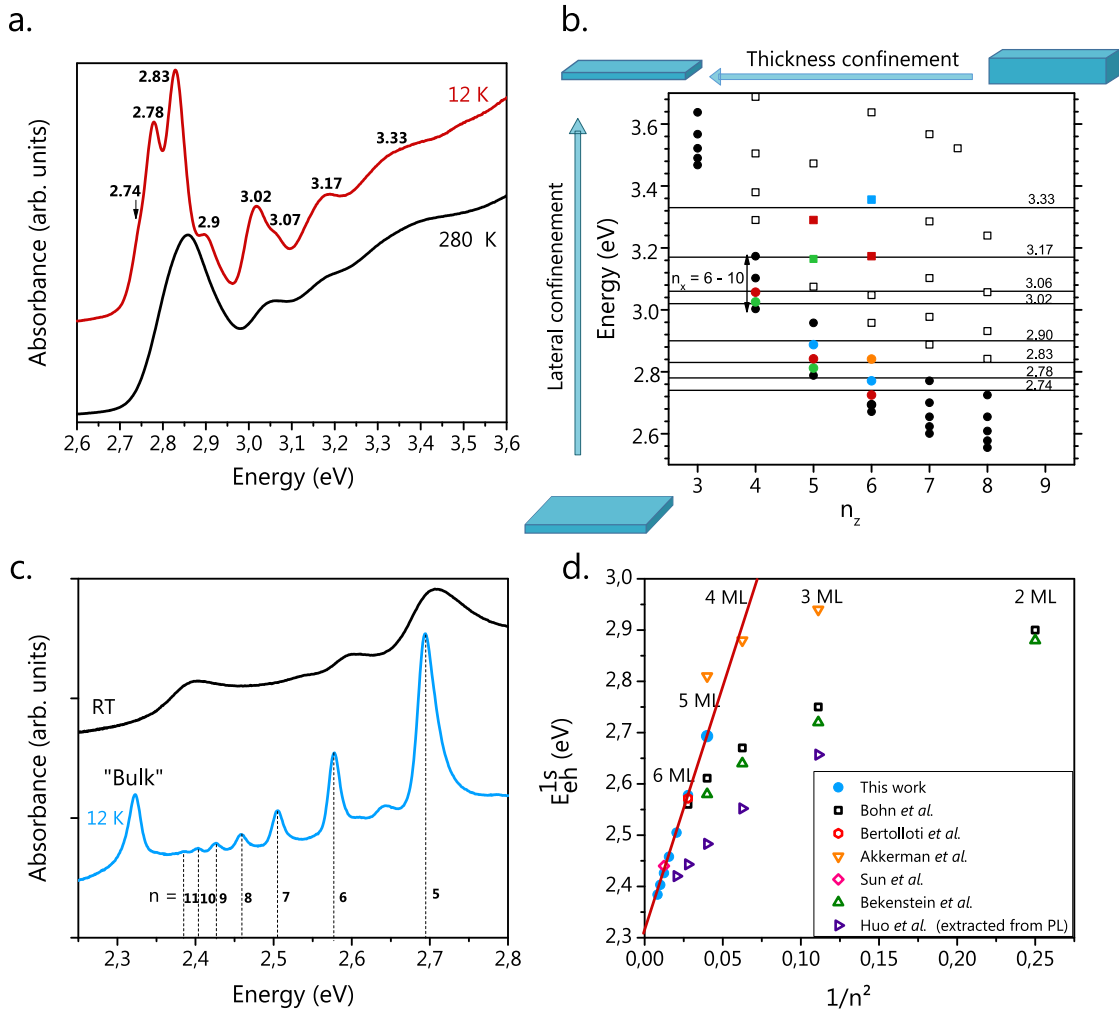 a.
2.83
2.78
2.74
2.9
3.02
3.07
3.17
3.33
12 K
280 K
Absorbance (arb. units)
2,6 2,7 2,8 2,9 3,0 3,1 3,2 3,3 3,4 3,5 3,6
Energy (eV)
b.
Thickness confinement
Lateral confinenement
Energy (eV)
3.6
3.4
3.2
3.0
2.8
2.6
n_x = 6 - 10
3.33
3.17
3.06
3.02
2.90
2.83
2.78
2.74
3 4 5 6 7 8 9
n_z
c.
Absorbance (arb. units)
RT
"Bulk"
12 K
n = 11 10 9 8 7 6 5
2,3 2,4 2,5 2,6 2,7 2,8
Energy (eV)
d.
E_eh^1s (eV)
3,0
2,9
2,8
2,7
2,6
2,5
2,4
2,3
4 ML
3 ML
2 ML
5 ML
6 ML
This work
Bohn et al.
Bertolloti et al.
Akkerman et al.
Sun et al.
Bekenstein et al.
Huo et al. (extracted from PL)
0,00 0,05 0,10 0,15 0,20 0,25
1/n²